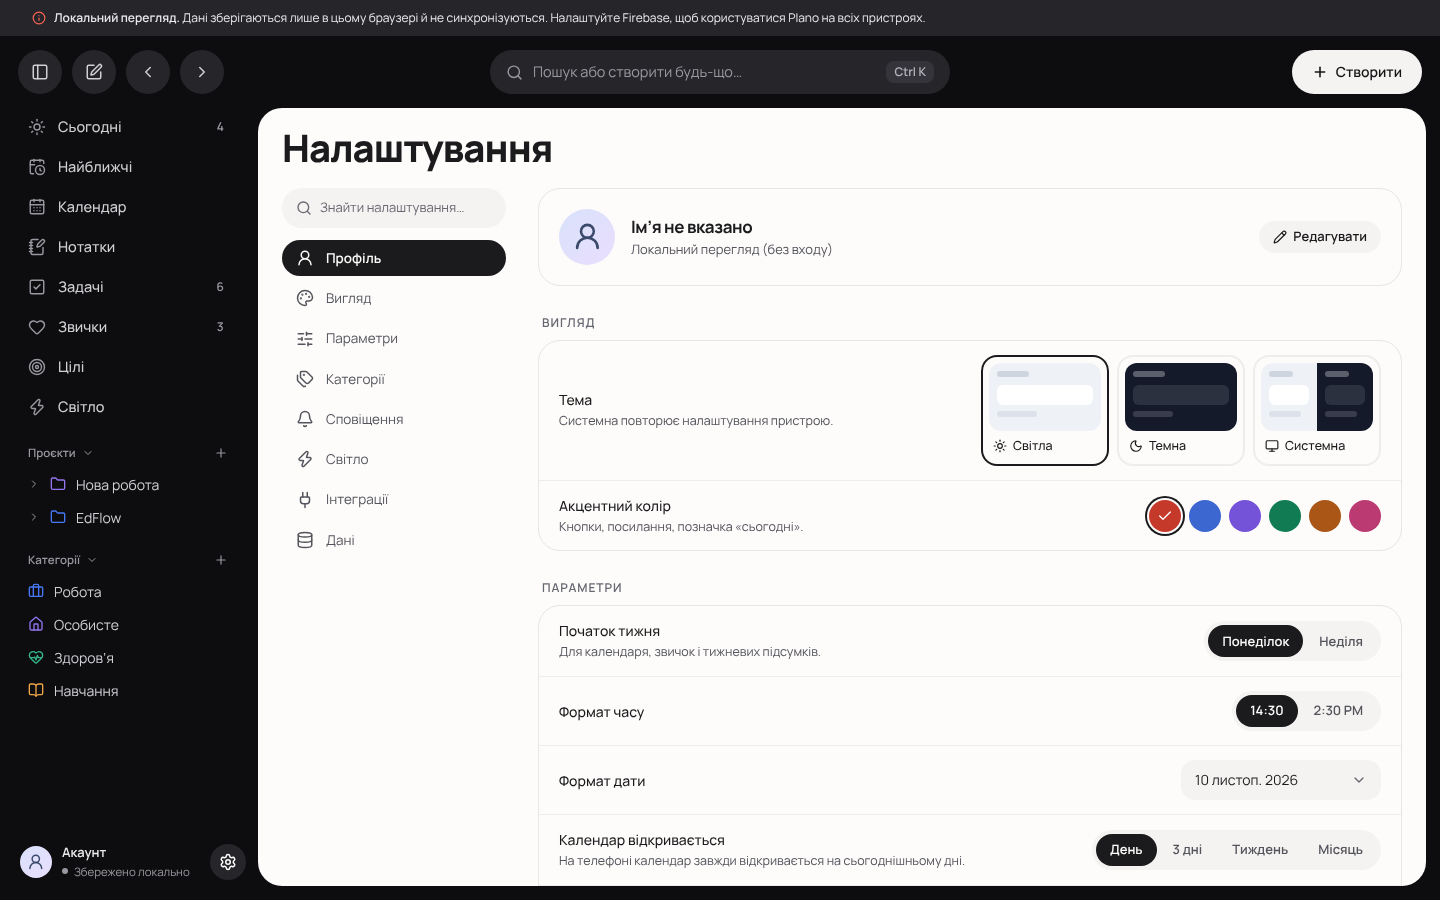 Локальний перегляд. Дані зберігаються лише в цьому браузері й не синхронізуються. Налаштуйте Firebase, щоб користуватися Plano на всіх пристроях.
Пошук або створити будь-що...
Ctrl K
Створити
Сьогодні
4
Найближчі
Календар
Нотатки
Задачі
6
Звички
3
Цілі
Світло
Проєкти
Нова робота
EdFlow
Категорії
Робота
Особисте
Здоров'я
Навчання
Акаунт
Збережено локально
Налаштування
Знайти налаштування...
Профіль
Вигляд
Параметри
Категорії
Сповіщення
Світло
Інтеграції
Дані
Ім’я не вказано
Локальний перегляд (без входу)
Редагувати
ВИГЛЯД
Тема
Системна повторює налаштування пристрою.
Світла
Темна
Системна
Акцентний колір
Кнопки, посилання, позначка «сьогодні».
ПАРАМЕТРИ
Початок тижня
Для календаря, звичок і тижневих підсумків.
Понеділок
Неділя
Формат часу
14:30
2:30 PM
Формат дати
10 листоп. 2026
Календар відкривається
На телефоні календар завжди відкривається на сьогоднішньому дні.
День
3 дні
Тиждень
Місяць